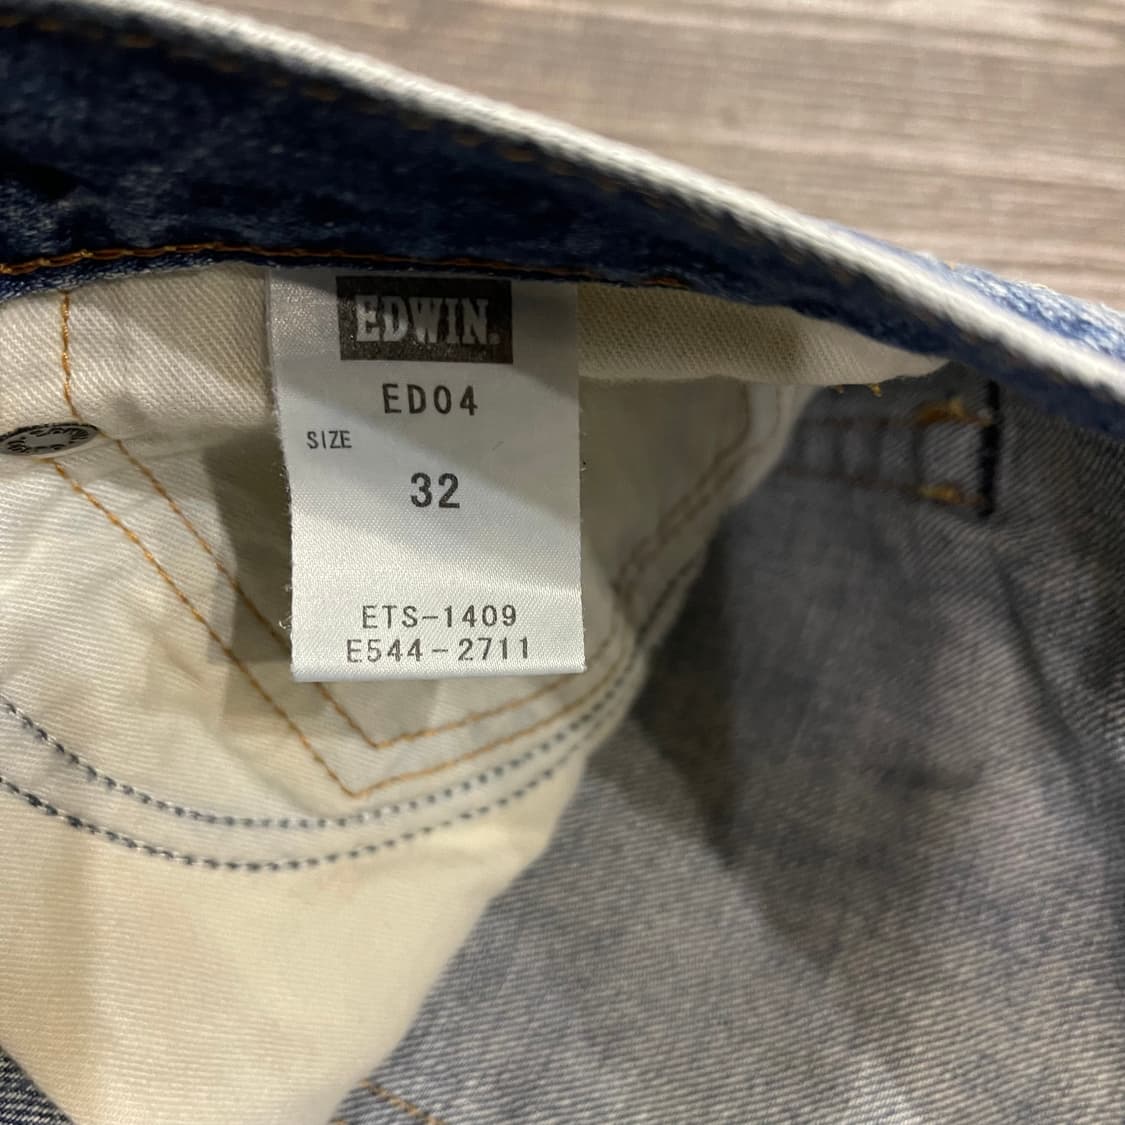 EDWIN.
ED04
SIZE
32
ETS-1409
E544-2711